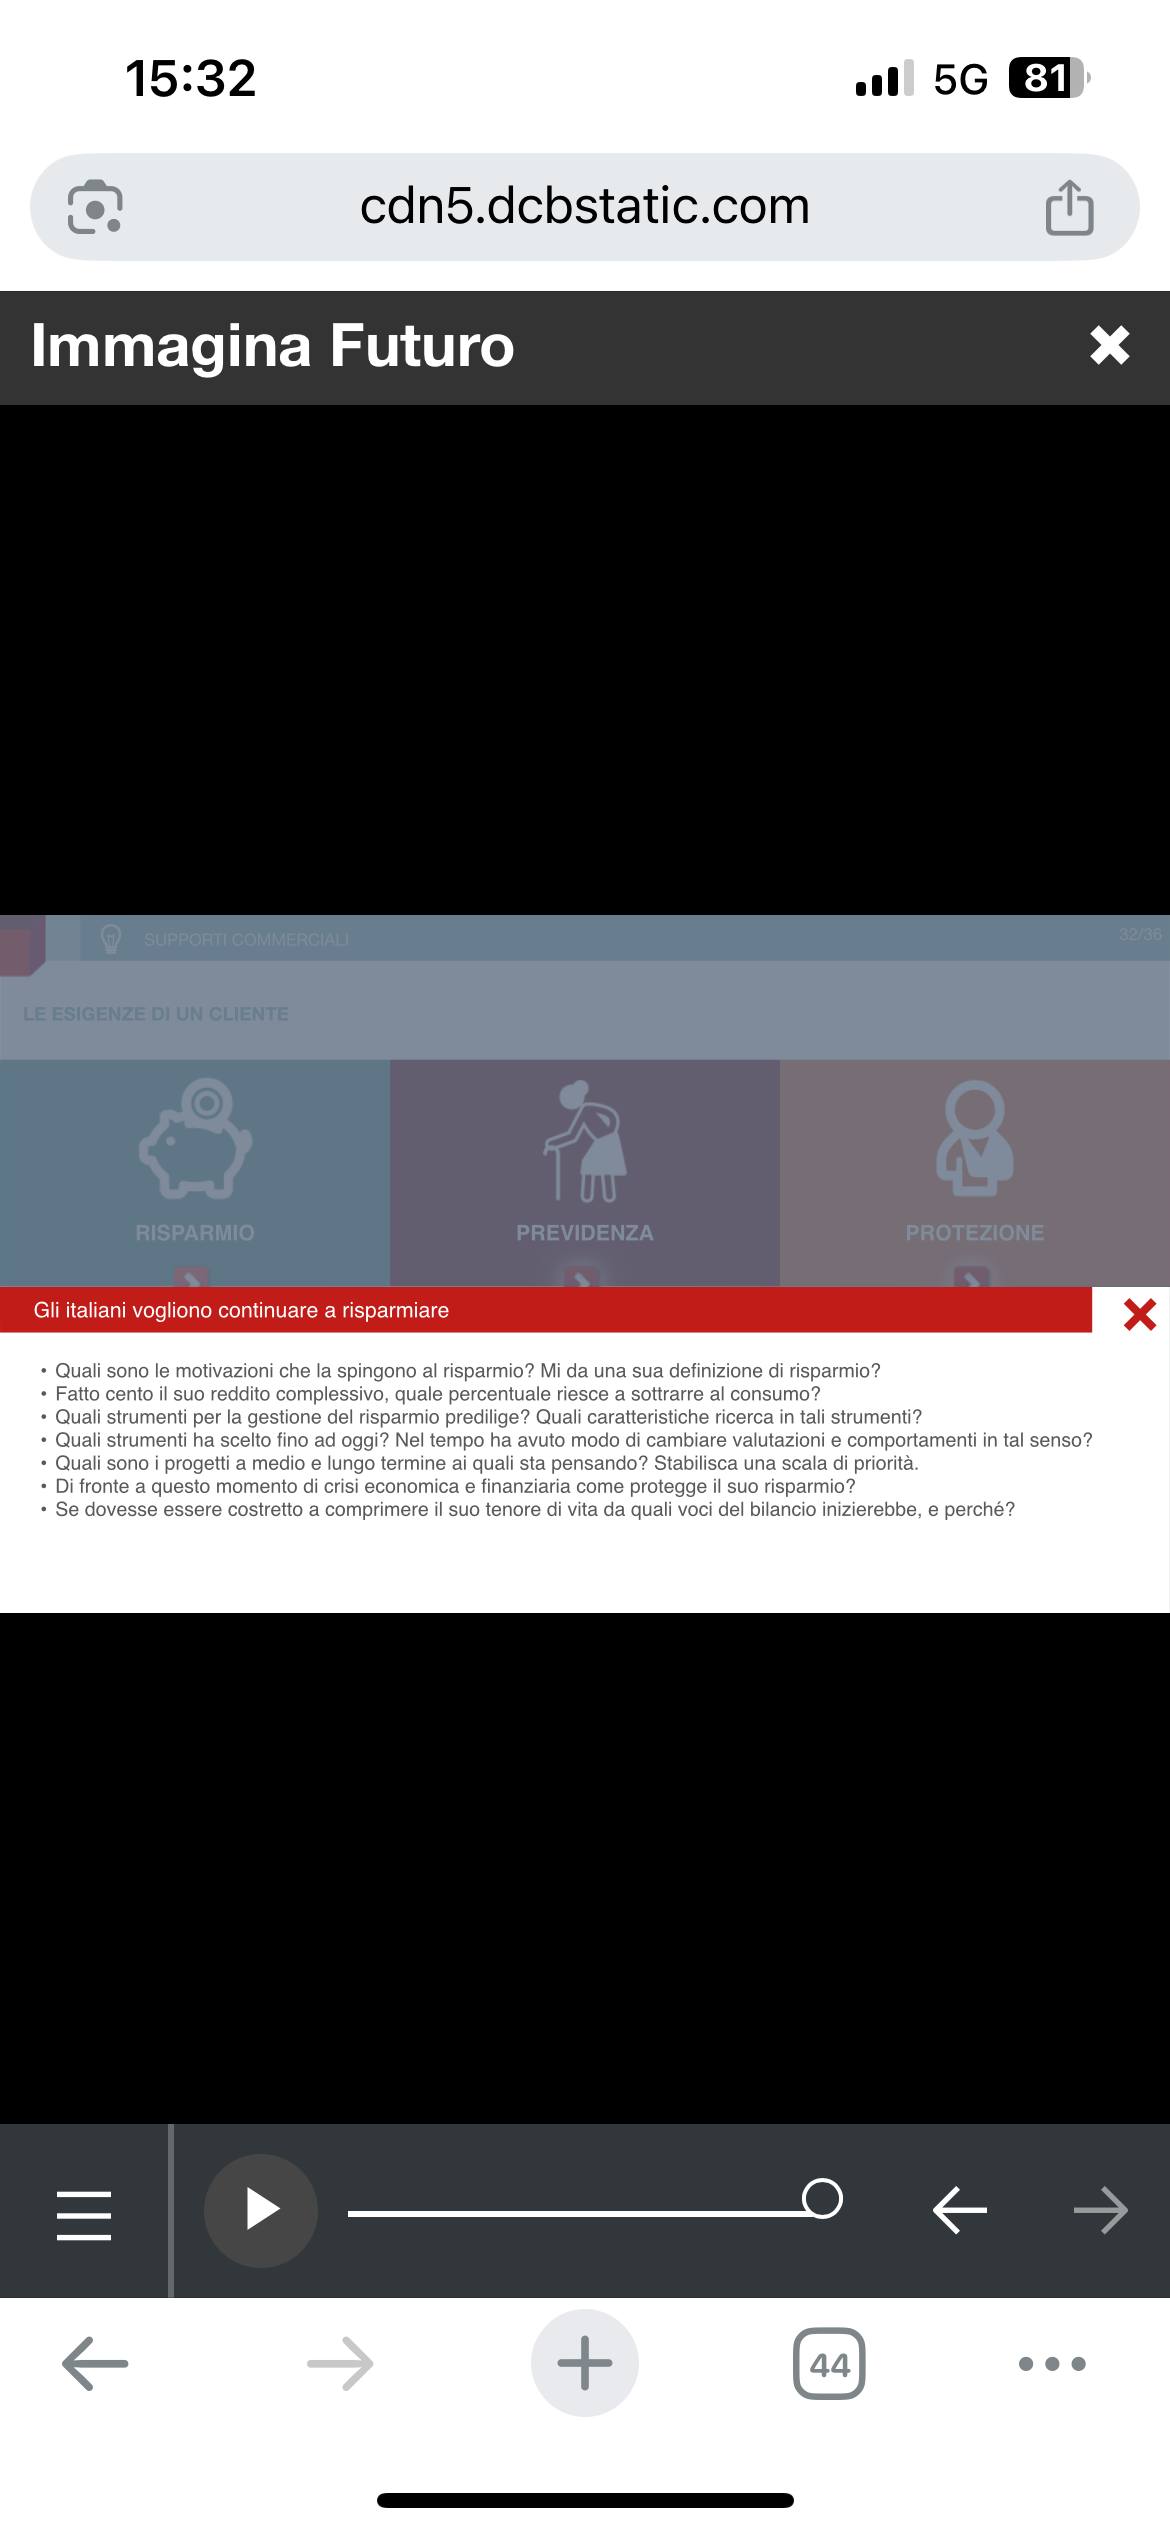 15:32
5G
81
cdn5.dcbstatic.com
Immagina Futuro
SUPPORTI COMMERCIALI
32/36
LE ESIGENZE DI UN CLIENTE
RISPARMIO
PREVIDENZA
PROTEZIONE
Gli italiani vogliono continuare a risparmiare
• Quali sono le motivazioni che la spingono al risparmio? Mi da una sua definizione di risparmio?
• Fatto cento il suo reddito complessivo, quale percentuale riesce a sottrarre al consumo?
• Quali strumenti per la gestione del risparmio predilige? Quali caratteristiche ricerca in tali strumenti?
• Quali strumenti ha scelto fino ad oggi? Nel tempo ha avuto modo di cambiare valutazioni e comportamenti in tal senso?
• Quali sono i progetti a medio e lungo termine ai quali sta pensando? Stabilisca una scala di priorità.
• Di fronte a questo momento di crisi economica e finanziaria come protegge il suo risparmio?
• Se dovesse essere costretto a comprimere il suo tenore di vita da quali voci del bilancio inizierebbe, e perché?
44